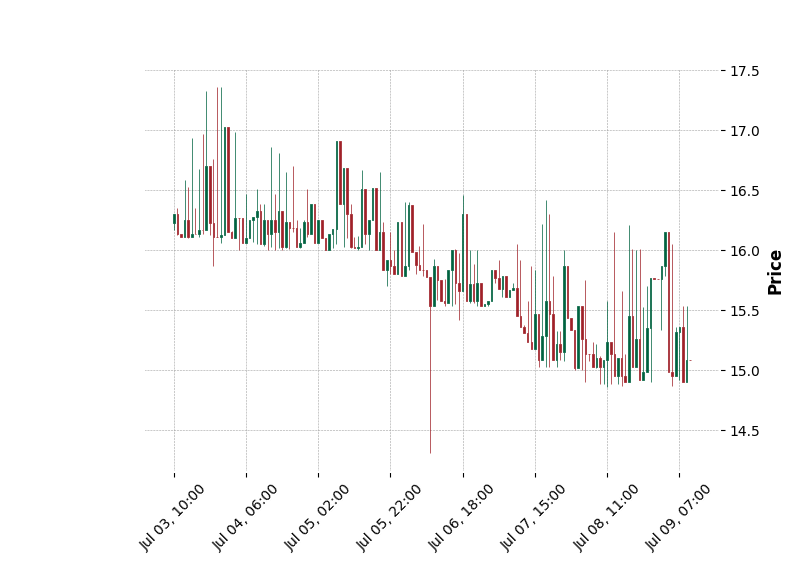 17.5
17.0
16.5
16.0
15.5
15.0
14.5
Price
Jul 03, 10:00
Jul 04, 06:00
Jul 05, 02:00
Jul 05, 22:00
Jul 06, 18:00
Jul 07, 15:00
Jul 08, 11:00
Jul 09, 07:00